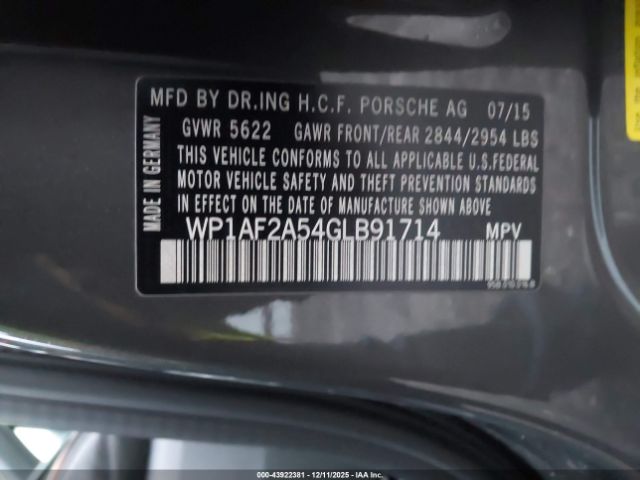 MFD BY DR.ING H.C.F. PORSCHE AG 07/15
GVWR 5622 GAWR FRONT/REAR 2844/2954 LBS
THIS VEHICLE CONFORMS TO ALL APPLICABLE U.S.FEDERAL
MOTOR VEHICLE SAFETY AND THEFT PREVENTION STANDARDS
IN EFFECT ON THE DATE OF MANUFACTURE SHOWN ABOVE.
WP1AF2A54GLB91714 MPV
MADE IN GERMANY
000-43922381 - 12/11/2025 - IAAI Inc.